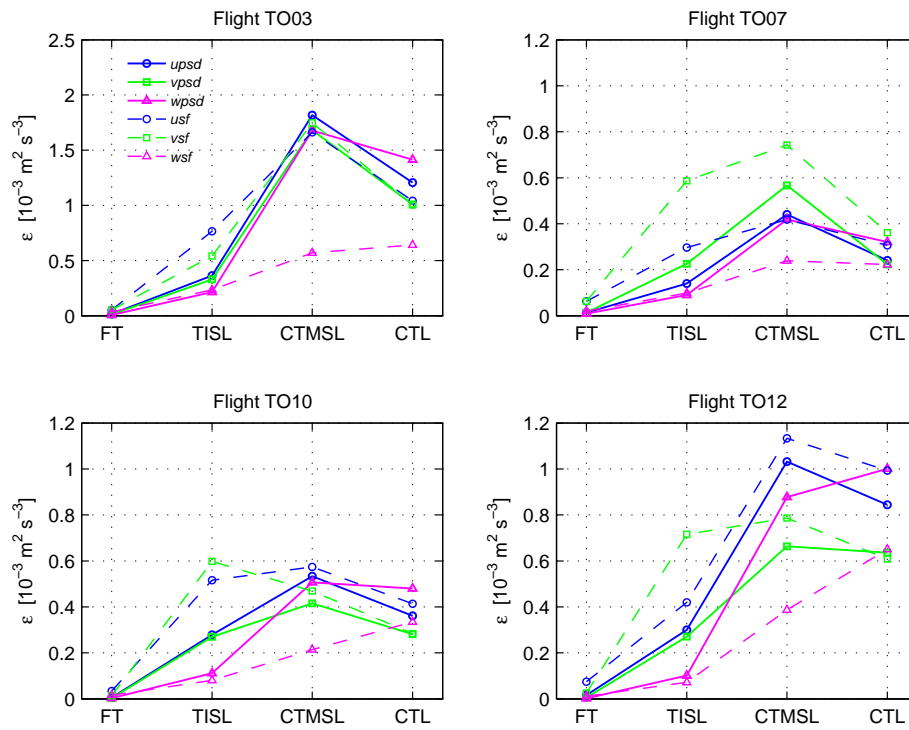 Flight TO03
2.5
2
1.5
1
0.5
0
ε [10⁻³ m² s⁻³]
upsd
vpsd
wpsd
usf
vsf
wsf
FT TISL CTMSL CTL
Flight TO07
1.2
1
0.8
0.6
0.4
0.2
0
ε [10⁻³ m² s⁻³]
FT TISL CTMSL CTL
Flight TO10
1.2
1
0.8
0.6
0.4
0.2
0
ε [10⁻³ m² s⁻³]
FT TISL CTMSL CTL
Flight TO12
1.2
1
0.8
0.6
0.4
0.2
0
ε [10⁻³ m² s⁻³]
FT TISL CTMSL CTL